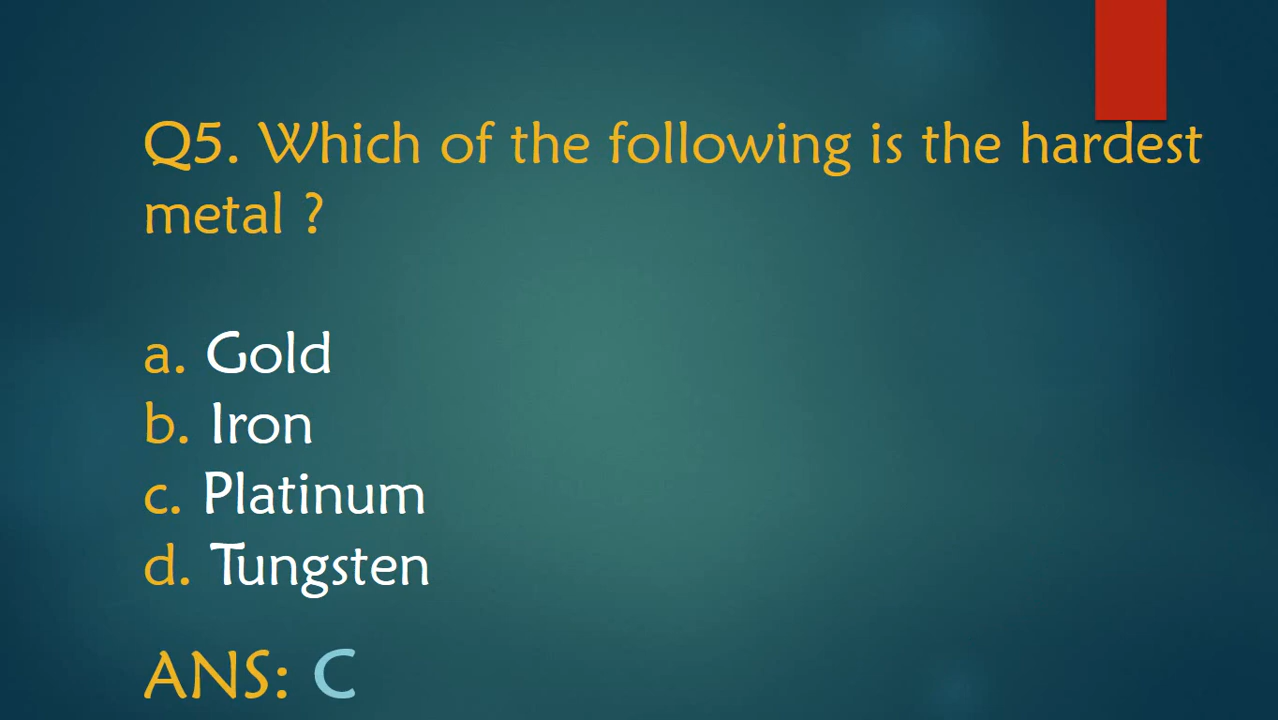 Q5. Which of the following is the hardest
metal ?
a. Gold
b. Iron
c. Platinum
d. Tungsten
ANS: C